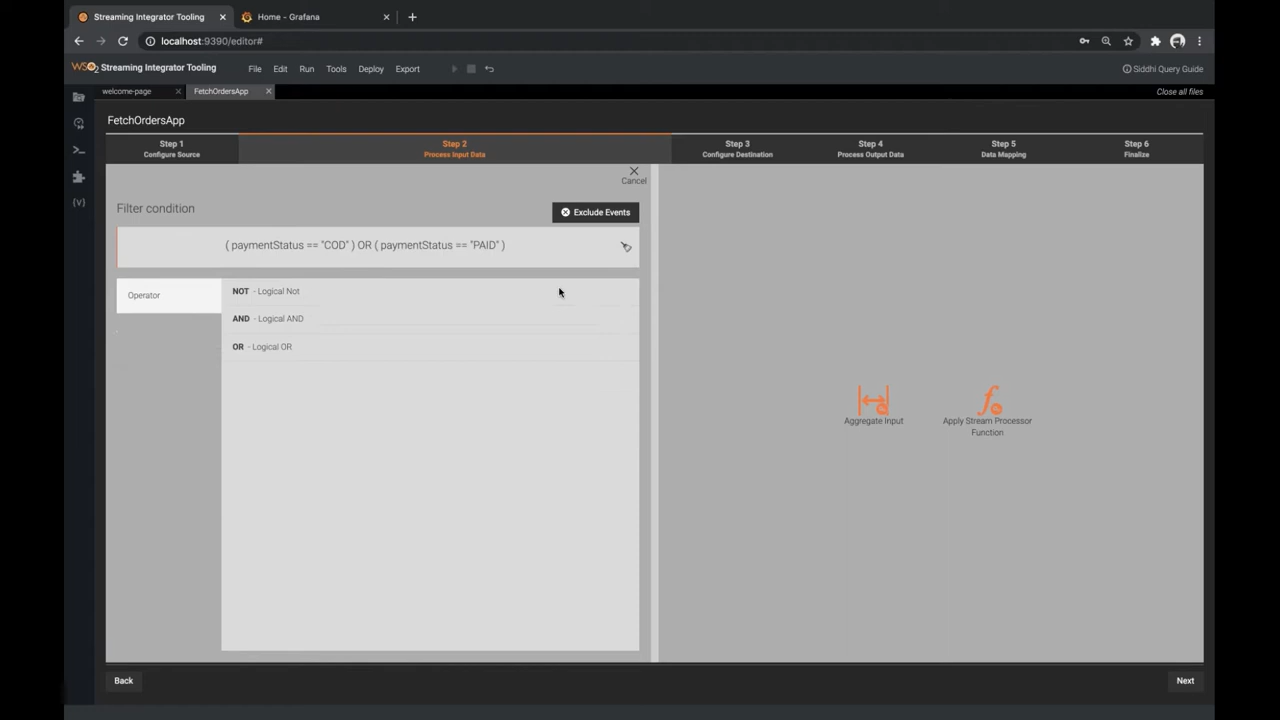 Streaming Integrator Tooling
Home - Grafana
localhost:9390/editor#
WSO2 Streaming Integrator Tooling
File Edit Run Tools Deploy Export
Siddhi Query Guide
welcome-page
FetchOrdersApp
Close all files
FetchOrdersApp
Step 1
Configure Source
Step 2
Process Input Data
Step 3
Configure Destination
Step 4
Process Output Data
Step 5
Data Mapping
Step 6
Finalize
Cancel
Filter condition
Exclude Events
( paymentStatus == "COD" ) OR ( paymentStatus == "PAID" )
Operator
NOT - Logical Not
AND - Logical AND
OR - Logical OR
Aggregate Input
Apply Stream Processor
Function
Back
Next